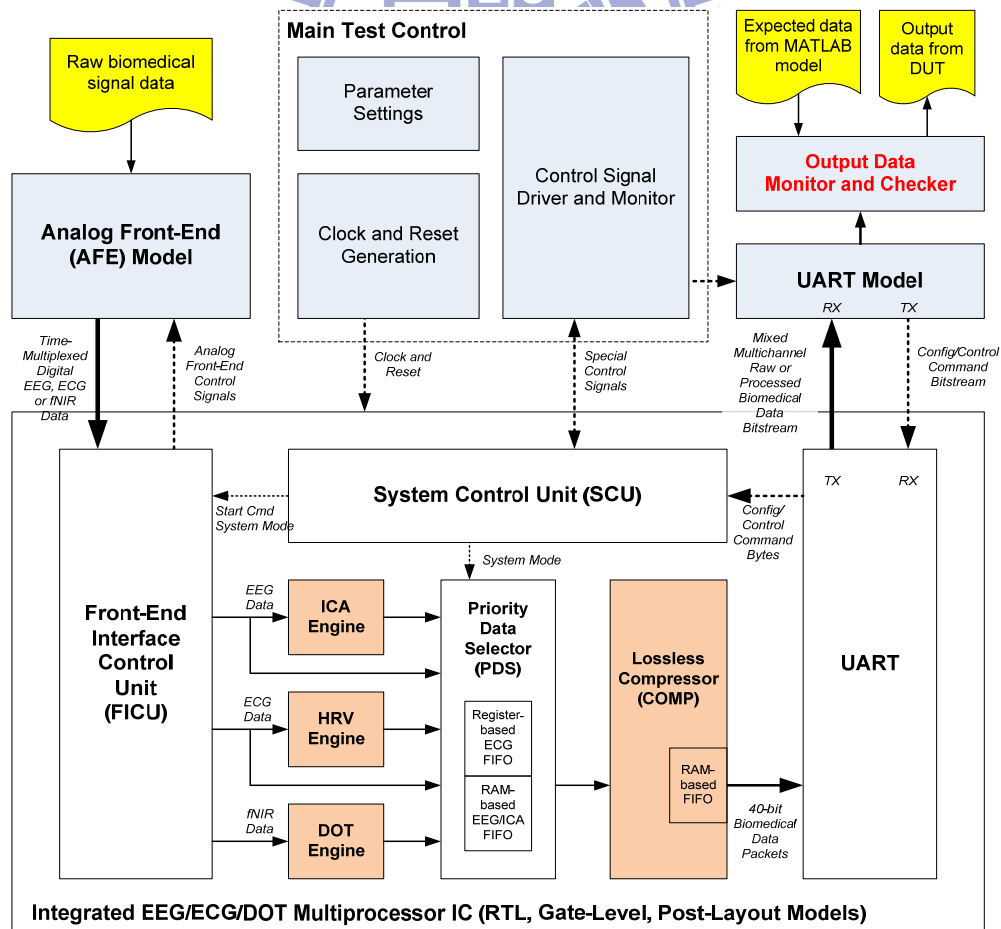 Main Test Control
Raw biomedical
signal data
Parameter
Settings
Clock and Reset
Generation
Control Signal
Driver and Monitor
Expected data
from MATLAB
model
Output
data from
DUT
Output Data
Monitor and Checker
Analog Front-End
(AFE) Model
UART Model
RX
TX
Time-
Multiplexed
Digital
EEG, ECG
or fNIR
Data
Analog
Front-End
Control
Signals
Clock and
Reset
Special
Control
Signals
Mixed
Multichannel
Raw or
Processed
Biomedical
Data
Bitstream
Config/Control
Command
Bitstream
System Control Unit (SCU)
TX
RX
Start Cmd
System Mode
Config/
Control
Command
Bytes
System Mode
Front-End
Interface
Control
Unit
(FICU)
EEG
Data
ICA
Engine
ECG
Data
HRV
Engine
fNIR
Data
DOT
Engine
Priority
Data
Selector
(PDS)
Register-
based
ECG
FIFO
RAM-
based
EEG/ICA
FIFO
Lossless
Compressor
(COMP)
RAM-
based
FIFO
40-bit
Biomedical
Data
Packets
UART
Integrated EEG/ECG/DOT Multiprocessor IC (RTL, Gate-Level, Post-Layout Models)